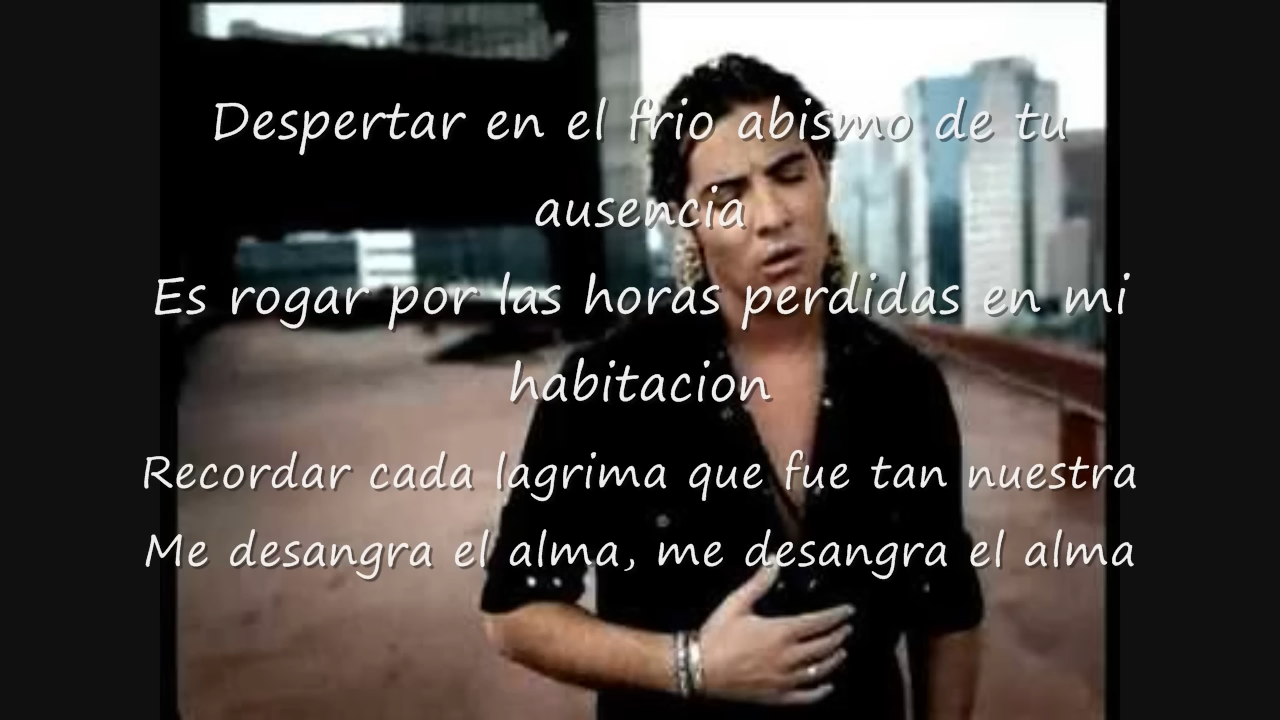 Despertar en el frio abismo de tu
ausencia
Es rogar por las horas perdidas en mi
habitacion
Recordar cada lagrima que fue tan nuestra
Me desangra el alma, me desangra el alma